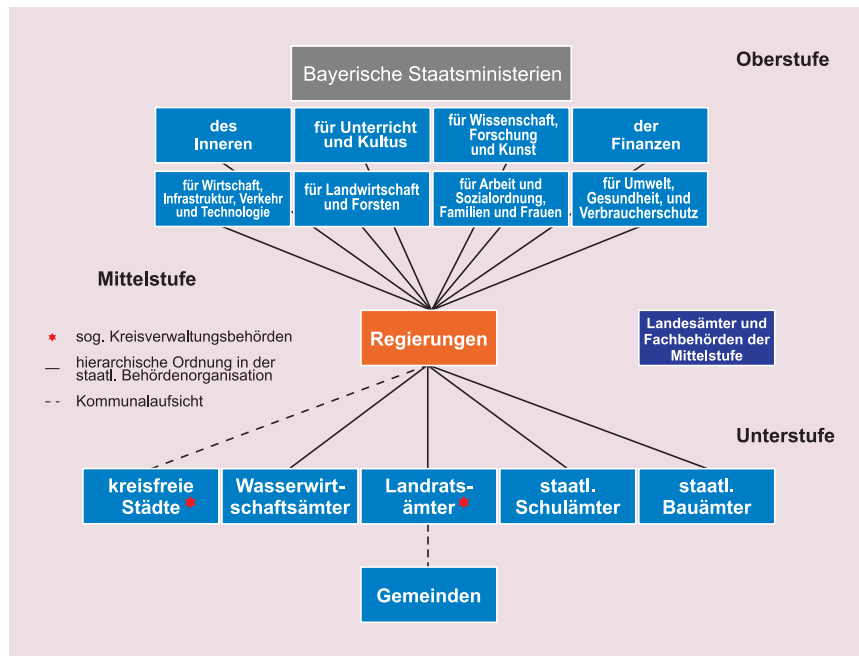 Oberstufe
Bayerische Staatsministerien
des
Inneren
für Unterricht
und Kultus
für Wissenschaft,
Forschung
und Kunst
der
Finanzen
für Wirtschaft,
Infrastruktur, Verkehr
und Technologie
für Landwirtschaft
und Forsten
für Arbeit und
Sozialordnung,
Familien und Frauen
für Umwelt,
Gesundheit, und
Verbraucherschutz
Mittelstufe
* sog. Kreisverwaltungsbehörden
— hierarchische Ordnung in der
staatl. Behördenorganisation
-- Kommunalaufsicht
Regierungen
Landesämter und
Fachbehörden der
Mittelstufe
Unterstufe
kreisfreie
Städte *
Wasserwirt-
schaftsämter
Landrats-
ämter *
staatl.
Schulämter
staatl.
Bauämter
Gemeinden